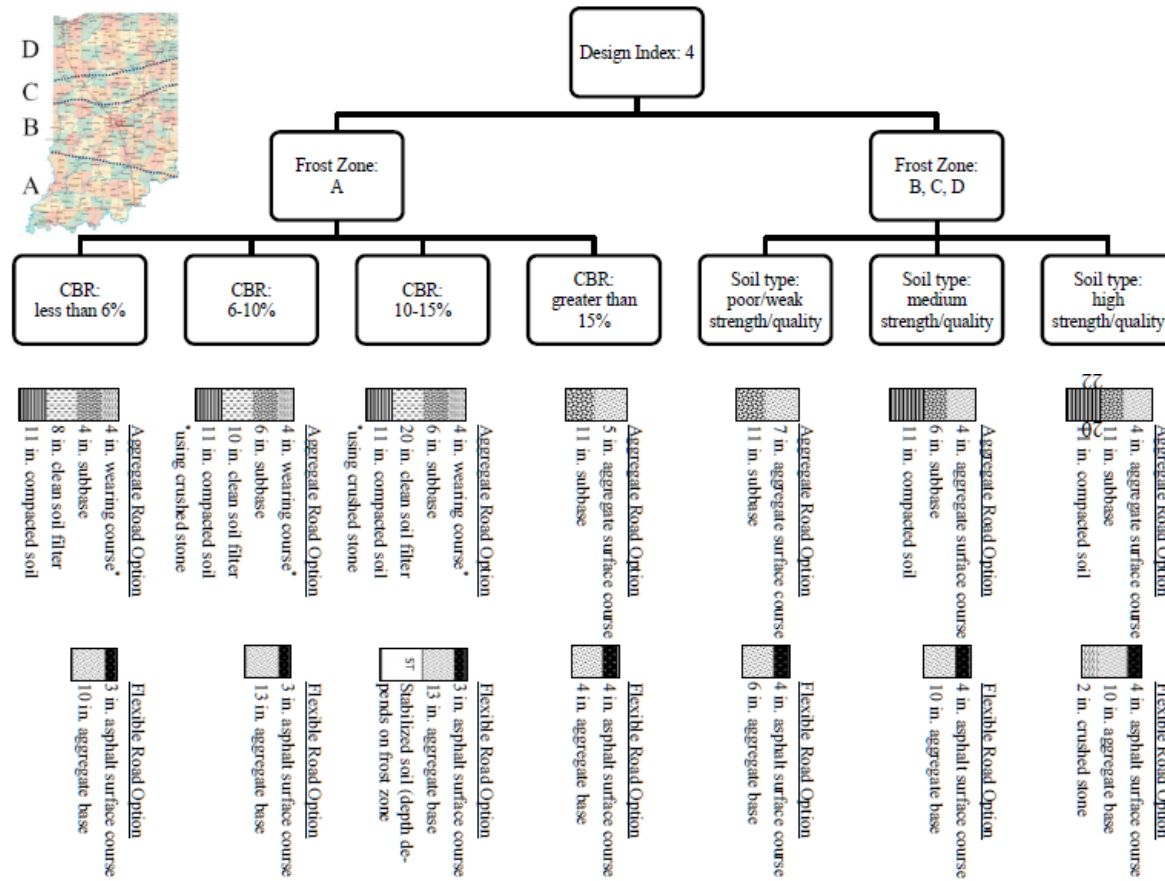 D
C
B
A
Design Index: 4
Frost Zone:
A
Frost Zone:
B, C, D
CBR:
less than 6%
CBR:
6-10%
CBR:
10-15%
CBR:
greater than
15%
Soil type:
poor/weak
strength/quality
Soil type:
medium
strength/quality
Soil type:
high
strength/quality
Aggregate Road Option
4 in. wearing course*
4 in. subbase
8 in. clean soil filter
11 in. compacted soil
Aggregate Road Option
4 in. wearing course*
6 in. subbase
10 in. clean soil filter
11 in. compacted soil
*using crushed stone
Aggregate Road Option
4 in. wearing course*
6 in. subbase
20 in. clean soil filter
11 in. compacted soil
*using crushed stone
Aggregate Road Option
5 in. aggregate surface course
11 in. subbase
Aggregate Road Option
7 in. aggregate surface course
11 in. subbase
Aggregate Road Option
4 in. aggregate surface course
6 in. subbase
11 in. compacted soil
22
20
Aggregate Road Option
4 in. aggregate surface course
11 in. subbase
11 in. compacted soil
Flexible Road Option
3 in. asphalt surface course
10 in. aggregate base
Flexible Road Option
3 in. asphalt surface course
13 in. aggregate base
ST
Flexible Road Option
3 in. asphalt surface course
13 in. aggregate base
Stabilized soil (depth de-
pends on frost zone
Flexible Road Option
4 in. asphalt surface course
4 in. aggregate base
Flexible Road Option
4 in. asphalt surface course
6 in. aggregate base
Flexible Road Option
4 in. asphalt surface course
10 in. aggregate base
Flexible Road Option
4 in. asphalt surface course
10 in. aggregate base
2 in. crushed stone